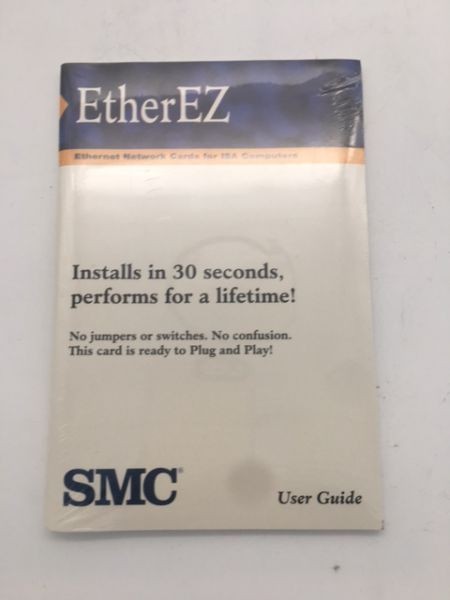 EtherEZ
Ethernet Network Cards for ISA Computers
Installs in 30 seconds,
performs for a lifetime!
No jumpers or switches. No confusion.
This card is ready to Plug and Play!
SMC®
User Guide